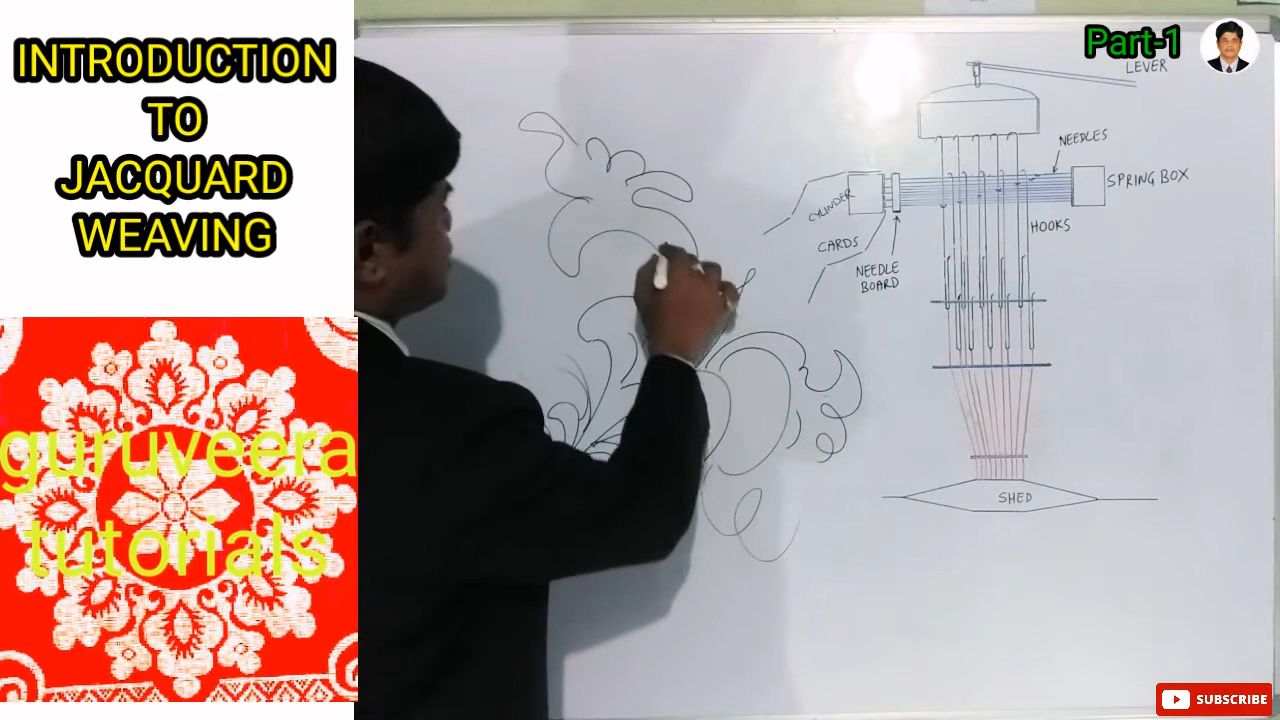 INTRODUCTION
TO
JACQUARD
WEAVING
guruveera
tutorials
Part-1
LEVER
NEEDLES
SPRING BOX
CYLINDER
HOOKS
CARDS
NEEDLE
BOARD
SHED
SUBSCRIBE